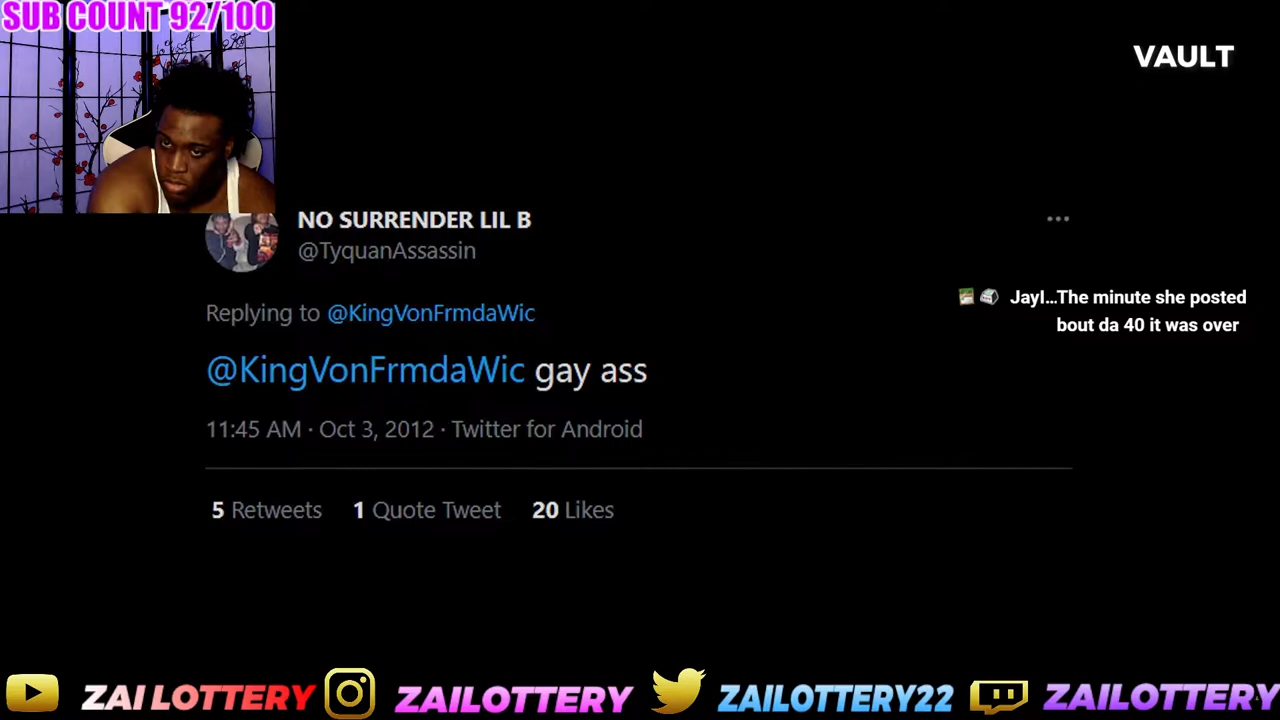 SUB COUNT 92/100
VAULT
NO SURRENDER LIL B
@TyquanAssassin
Replying to @KingVonFrmdaWic
@KingVonFrmdaWic gay ass
11:45 AM · Oct 3, 2012 · Twitter for Android
5 Retweets 1 Quote Tweet 20 Likes
JayI...The minute she posted
bout da 40 it was over
ZAI LOTTERY ZAILOTTERY ZAILOTTERY22 ZAILOTTERY